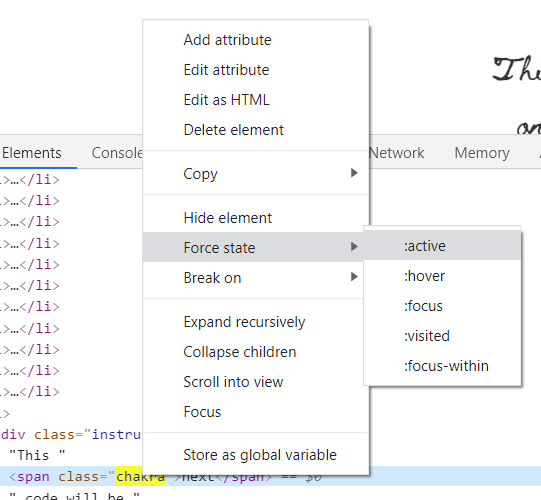 Add attribute
The
Edit attribute
Edit as HTML
on
Delete element
Elements
Console
Network
Memory
>…</li>
Copy
>…</li>
>…</li>
Hide element
>…</li>
Force state
:active
>…</li>
Break on
:hover
>…</li>
:focus
>…</li>
Expand recursively
>…</li>
:visited
>…</li>
Collapse children
:focus-within
>…</li>
Scroll into view
>…</li>
>
Focus
div class="instru
"This "
Store as global variable
<span class="chakra">next</span> == $0
" code will be "